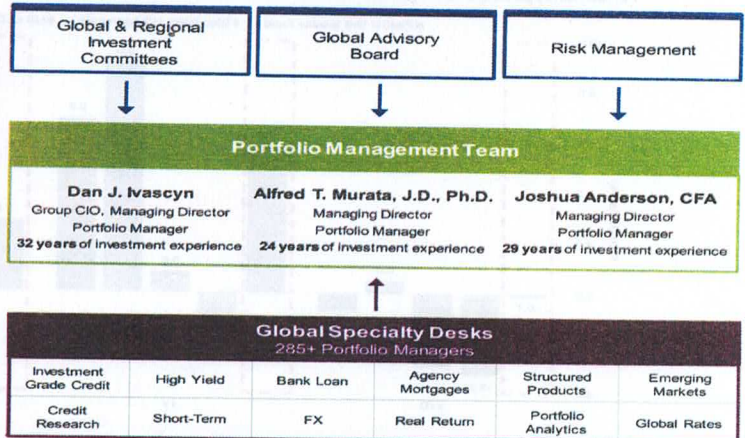 Global & Regional
Investment
Committees
Global Advisory
Board
Risk Management
Portfolio Management Team
Dan J. Ivascyn
Group CIO, Managing Director
Portfolio Manager
32 years of investment experience
Alfred T. Murata, J.D., Ph.D.
Managing Director
Portfolio Manager
24 years of investment experience
Joshua Anderson, CFA
Managing Director
Portfolio Manager
29 years of investment experience
Global Specialty Desks
285+ Portfolio Managers
Investment
Grade Credit
High Yield
Bank Loan
Agency
Mortgages
Structured
Products
Emerging
Markets
Credit
Research
Short-Term
FX
Real Return
Portfolio
Analytics
Global Rates